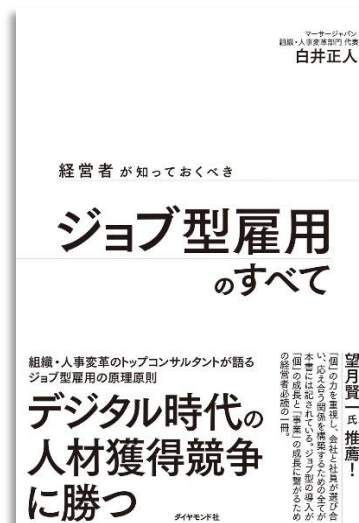 マーサージャパン
組織・人事変革部門 代表
白井正人
経営者が知っておくべき
ジョブ型雇用
のすべて
組織・人事変革のトップコンサルタントが語る
ジョブ型雇用の原理原則
デジタル時代の
人材獲得競争
に勝つ
ダイヤモンド社
望月賢一氏 推薦!
「個」の力を重視し、会社と社員が選び合
い、応え合う関係を構築するための全てが
本書には記されている。ジョブ型の導入が
「個」の成長と「事業」の成長に繋がるため
の経営者必読の一冊。